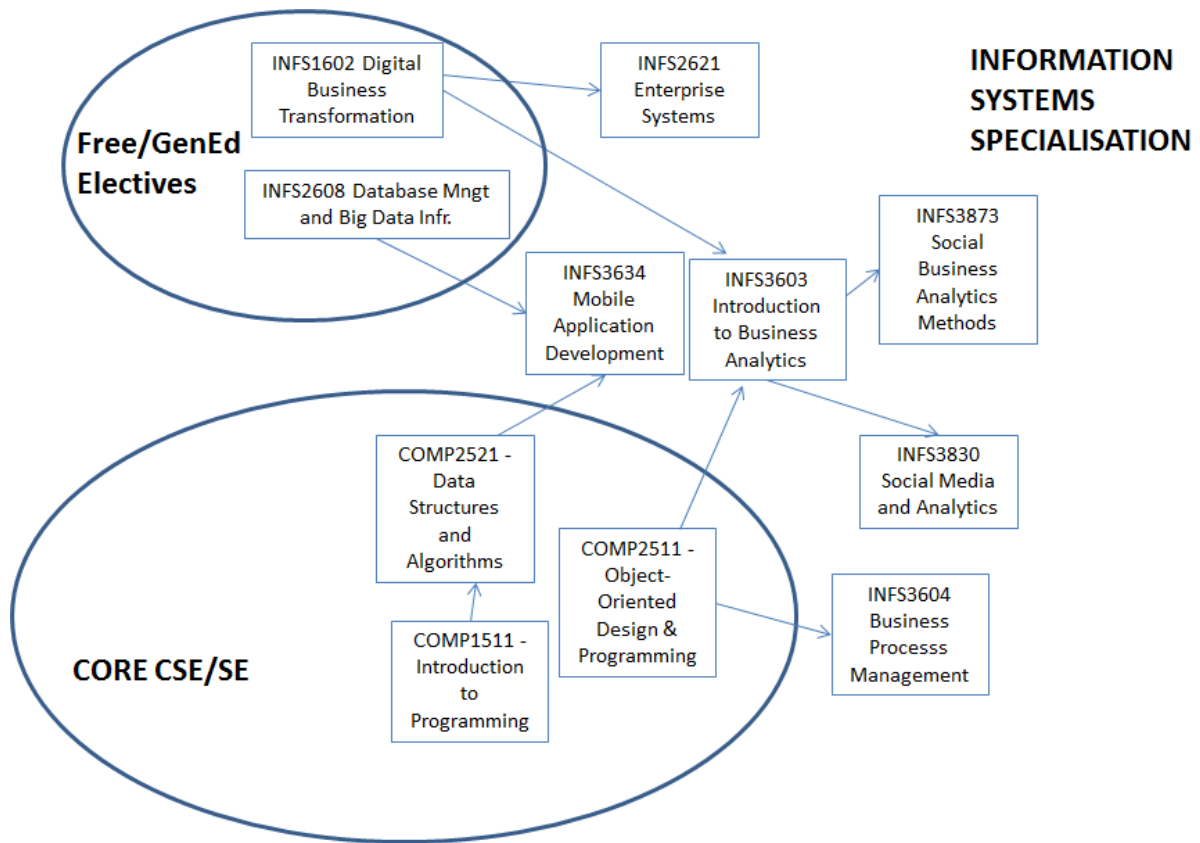 INFS1602 Digital
Business
Transformation
INFS2621
Enterprise
Systems
INFORMATION
SYSTEMS
SPECIALISATION
Free/GenEd
Electives
INFS2608 Database Mngt
and Big Data Infr.
INFS3873
Social
Business
Analytics
Methods
INFS3634
Mobile
Application
Development
INFS3603
Introduction
to Business
Analytics
COMP2521 -
Data
Structures
and
Algorithms
INFS3830
Social Media
and Analytics
COMP2511 -
Object-
Oriented
Design &
Programming
INFS3604
Business
Processs
Management
COMP1511 -
Introduction
to
Programming
CORE CSE/SE